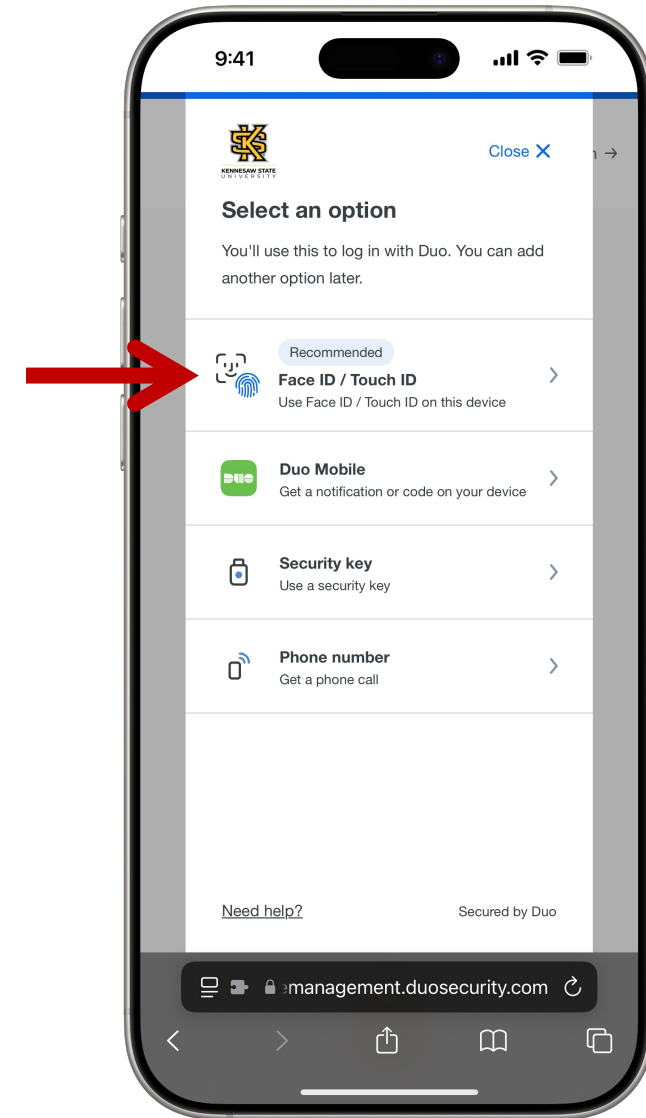 9:41
KENNESAW STATE
UNIVERSITY
Close
Select an option
You'll use this to log in with Duo. You can add
another option later.
Recommended
Face ID / Touch ID
Use Face ID / Touch ID on this device
DUO
Duo Mobile
Get a notification or code on your device
Security key
Use a security key
Phone number
Get a phone call
Need help?
Secured by Duo
management.duosecurity.com